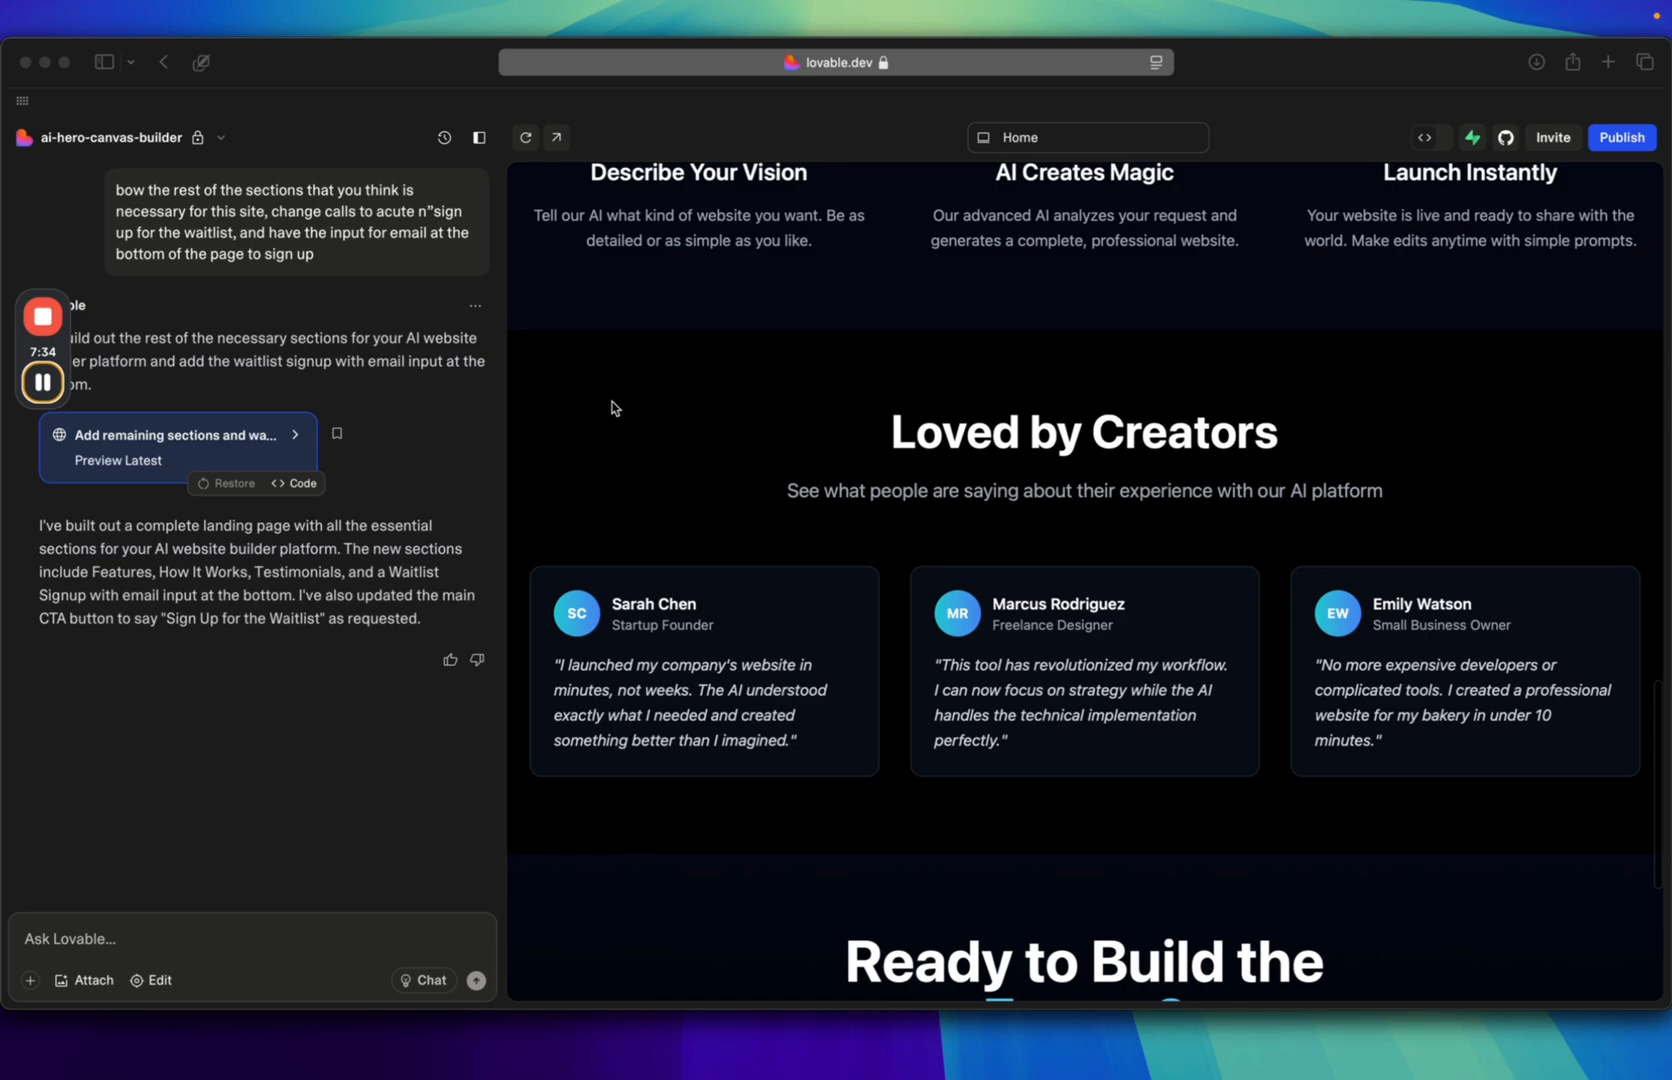 lovable.dev
ai-hero-canvas-builder
Home
Invite
Publish
bow the rest of the sections that you think is
necessary for this site, change calls to acute n”sign
up for the waitlist, and have the input for email at the
bottom of the page to sign up
ble
7:34
ild out the rest of the necessary sections for your AI website
er platform and add the waitlist signup with email input at the
om.
Add remaining sections and wa...
Preview Latest
Restore
<> Code
I've built out a complete landing page with all the essential
sections for your AI website builder platform. The new sections
include Features, How It Works, Testimonials, and a Waitlist
Signup with email input at the bottom. I've also updated the main
CTA button to say "Sign Up for the Waitlist" as requested.
Ask Lovable...
Attach
Edit
Chat
Describe Your Vision
Tell our AI what kind of website you want. Be as
detailed or as simple as you like.
AI Creates Magic
Our advanced AI analyzes your request and
generates a complete, professional website.
Launch Instantly
Your website is live and ready to share with the
world. Make edits anytime with simple prompts.
Loved by Creators
See what people are saying about their experience with our AI platform
SC
Sarah Chen
Startup Founder
"I launched my company's website in
minutes, not weeks. The AI understood
exactly what I needed and created
something better than I imagined."
MR
Marcus Rodriguez
Freelance Designer
"This tool has revolutionized my workflow.
I can now focus on strategy while the AI
handles the technical implementation
perfectly."
EW
Emily Watson
Small Business Owner
"No more expensive developers or
complicated tools. I created a professional
website for my bakery in under 10
minutes."
Ready to Build the